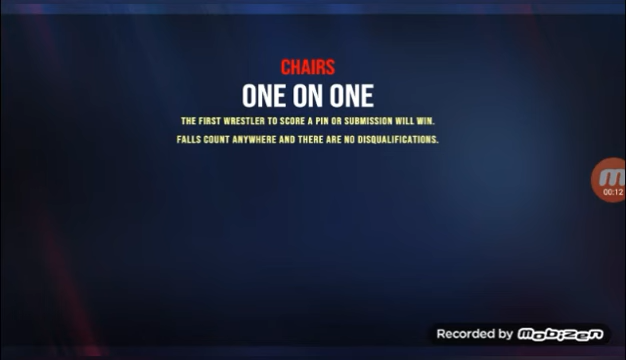 CHAIRS
ONE ON ONE
THE FIRST WRESTLER TO SCORE A PIN OR SUBMISSION WILL WIN.
FALLS COUNT ANYWHERE AND THERE ARE NO DISQUALIFICATIONS.
00:12
Recorded by mobizen